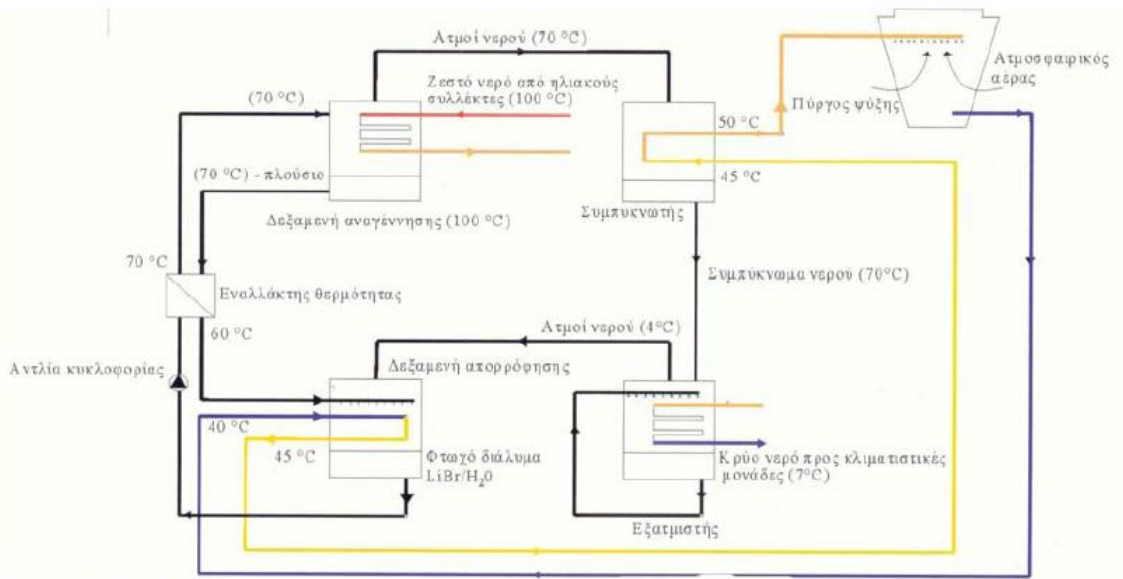 Ατμοί νερού (70 °C)
Ζεστό νερό από ηλιακούς
συλλέκτες (100 °C)
(70 °C)
Ατμοσφαιρικός
αέρας
Πύργος ψύξης
50 °C
45 °C
(70 °C) - πλούσιο
Δεξαμενή αναγέννησης (100 °C)
Συμπυκνωτής
70 °C
Εναλλάκτης θερμότητας
60 °C
Συμπύκνωμα νερού (70°C)
Ατμοί νερού (4°C)
Αντλία κυκλοφορίας
Δεξαμενή απορρόφησης
40 °C
45 °C
Φτωχό διάλυμα
LiBr/H₂0
Κρύο νερό προς κλιματιστικές
μονάδες (7°C)
Εξατμιστής